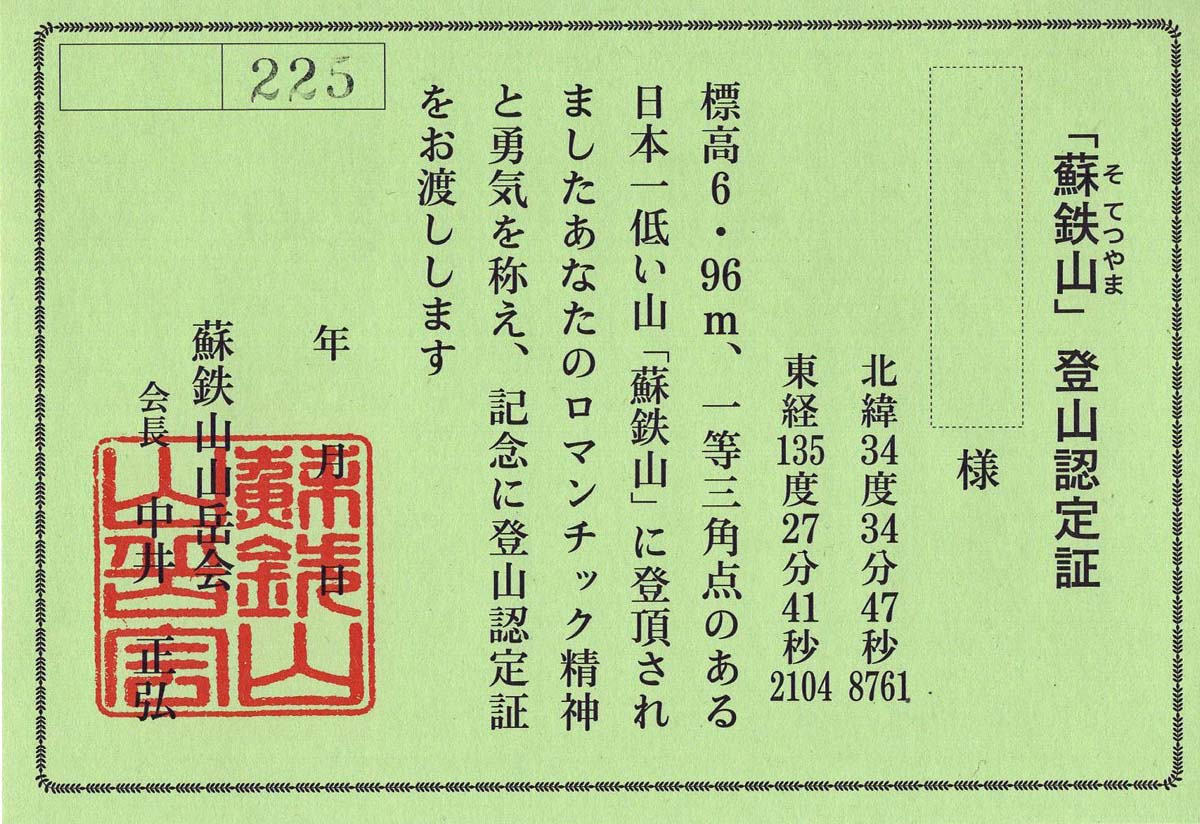 「蘇鉄山」登山認定証
そてつやま
様
北緯34度34分47秒8761
東経135度27分41秒2104
標高6・96m、一等三角点のある
日本一低い山「蘇鉄山」に登頂され
ましたあなたのロマンチック精神
と勇気を称え、記念に登山認定証
をお渡しします
年 月 日
蘇鉄山山岳会
会長 中井 正弘
225